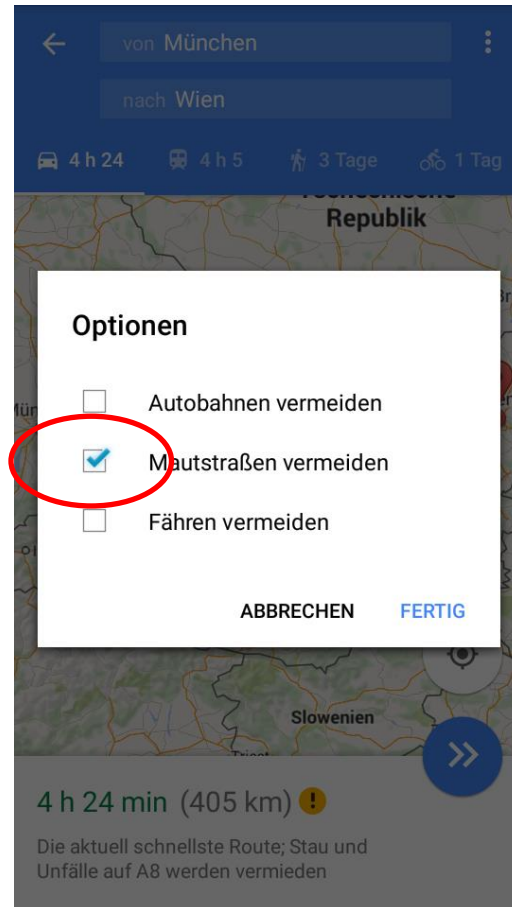 von München
nach Wien
4 h 24 4 h 5 3 Tage 1 Tag
Republik
Optionen
Autobahnen vermeiden
Mautstraßen vermeiden
Fähren vermeiden
ABBRECHEN FERTIG
Slowenien
4 h 24 min (405 km)
Die aktuell schnellste Route; Stau und
Unfälle auf A8 werden vermieden